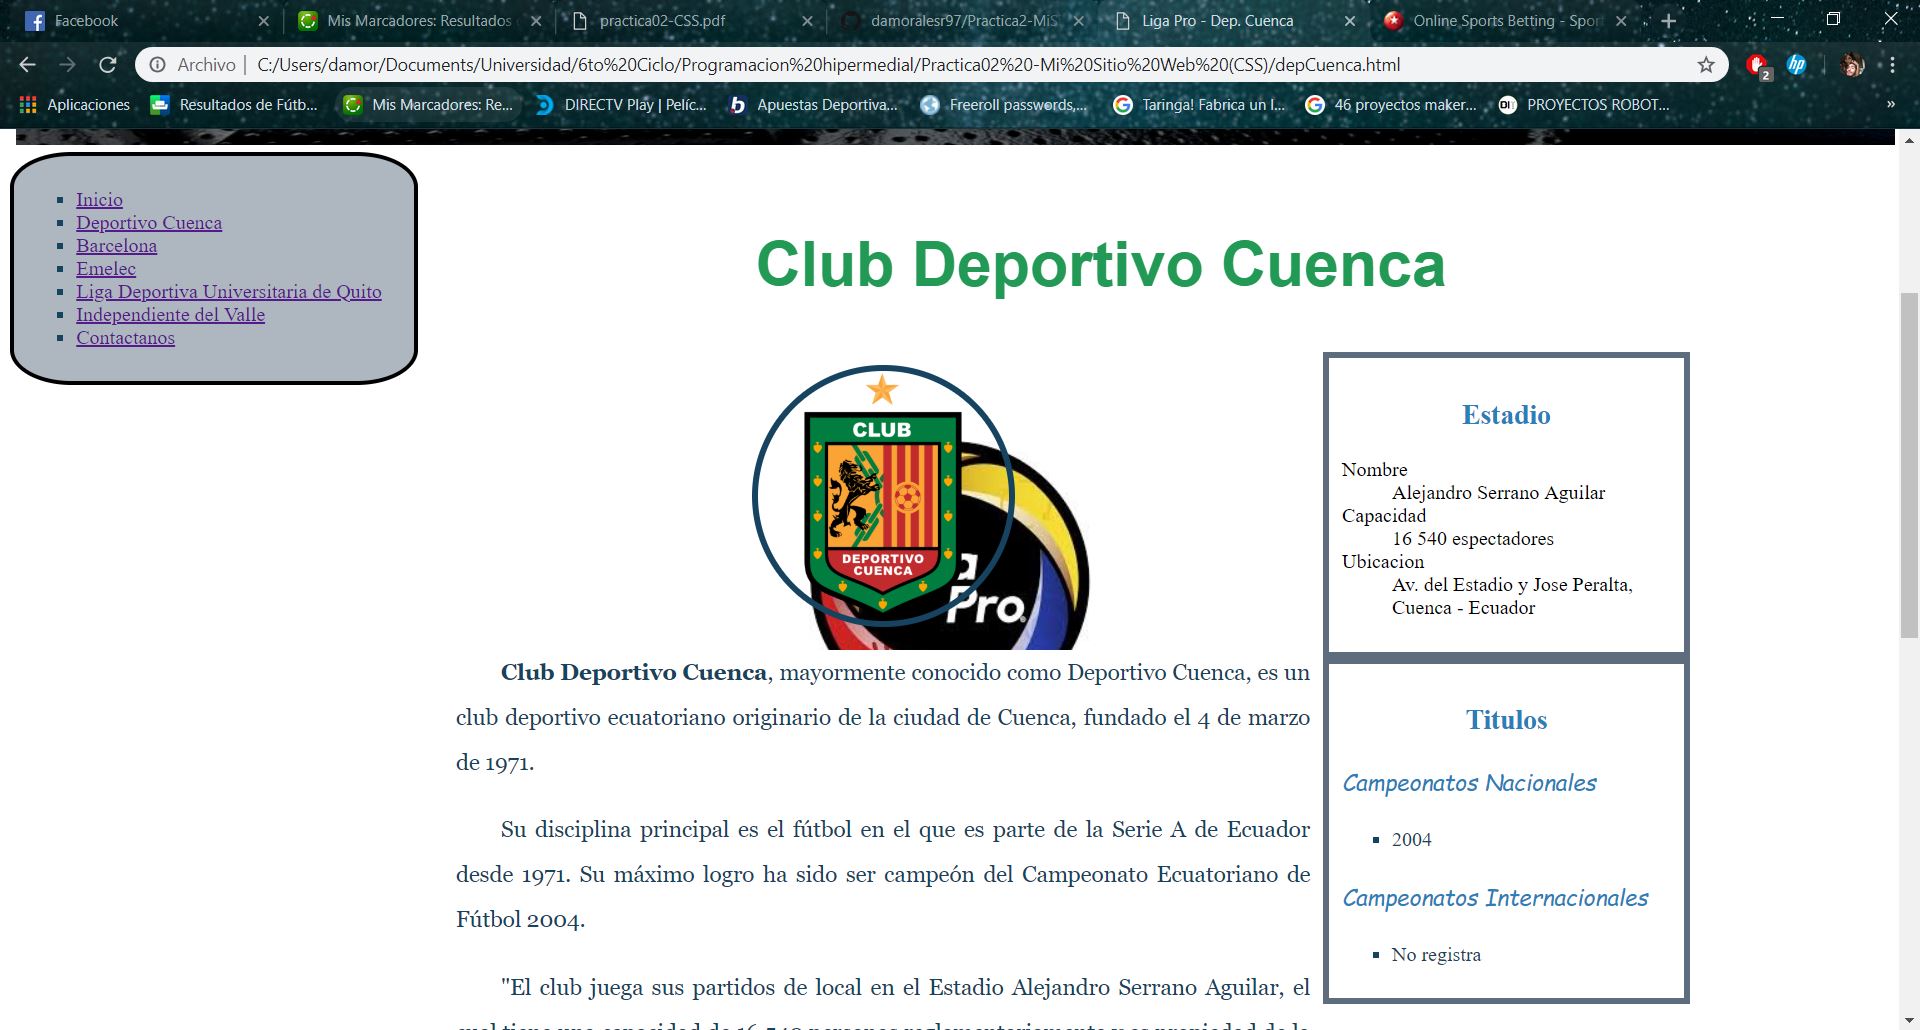 Facebook
Mis Marcadores: Resultados
practica02-CSS.pdf
damoralesr97/Practica2-MiS
Liga Pro - Dep. Cuenca
Online Sports Betting - Spor
Archivo | C:/Users/damor/Documents/Universidad/6to%20Ciclo/Programacion%20hipermedial/Practica02%20-Mi%20Sitio%20Web%20(CSS)/depCuenca.html
2
hp
Aplicaciones
Resultados de Fútb...
Mis Marcadores: Re...
DIRECTV Play | Pelíc...
Apuestas Deportiva...
Freeroll passwords,...
Taringa! Fabrica un I...
46 proyectos maker...
PROYECTOS ROBOT...
»
Inicio
Deportivo Cuenca
Barcelona
Emelec
Liga Deportiva Universitaria de Quito
Independiente del Valle
Contactanos
Club Deportivo Cuenca
CLUB
DEPORTIVO
CUENCA
a
Pro
Club Deportivo Cuenca, mayormente conocido como Deportivo Cuenca, es un
club deportivo ecuatoriano originario de la ciudad de Cuenca, fundado el 4 de marzo
de 1971.
Su disciplina principal es el fútbol en el que es parte de la Serie A de Ecuador
desde 1971. Su máximo logro ha sido ser campeón del Campeonato Ecuatoriano de
Fútbol 2004.
"El club juega sus partidos de local en el Estadio Alejandro Serrano Aguilar, el
Estadio
Nombre
Alejandro Serrano Aguilar
Capacidad
16 540 espectadores
Ubicacion
Av. del Estadio y Jose Peralta,
Cuenca - Ecuador
Titulos
Campeonatos Nacionales
2004
Campeonatos Internacionales
No registra